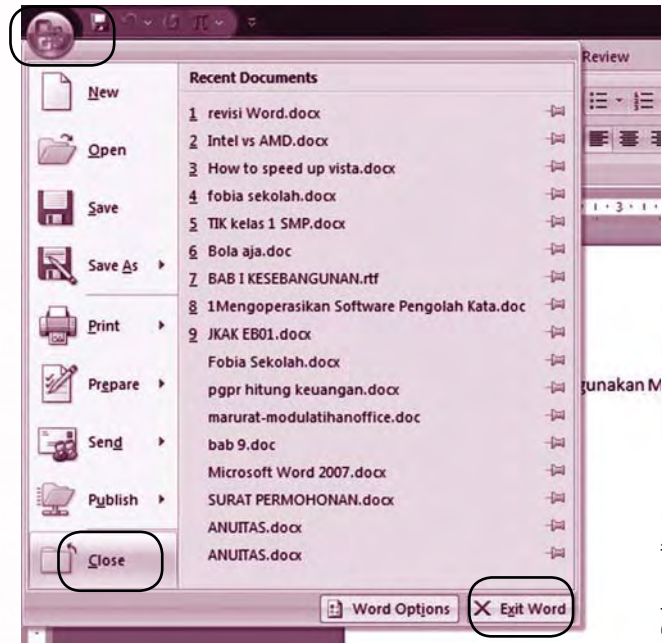 Review
New
Open
Save
Save As
Print
Prepare
Send
Publish
Close
Recent Documents
1 revisi Word.docx
2 Intel vs AMD.docx
3 How to speed up vista.docx
4 fobia sekolah.docx
5 TIK kelas 1 SMP.docx
6 Bola aja.doc
7 BAB I KESEBANGUNAN.rtf
8 1Mengoperasikan Software Pengolah Kata.doc
9 JKAK EB01.docx
Fobia Sekolah.docx
pgpr hitung keuangan.docx
marurat-modulatihanoffice.doc
bab 9.doc
Microsoft Word 2007.docx
SURAT PERMOHONAN.docx
ANUITAS.docx
ANUITAS.docx
Word Options
Exit Word
1 · 3 · 1
gunakan M